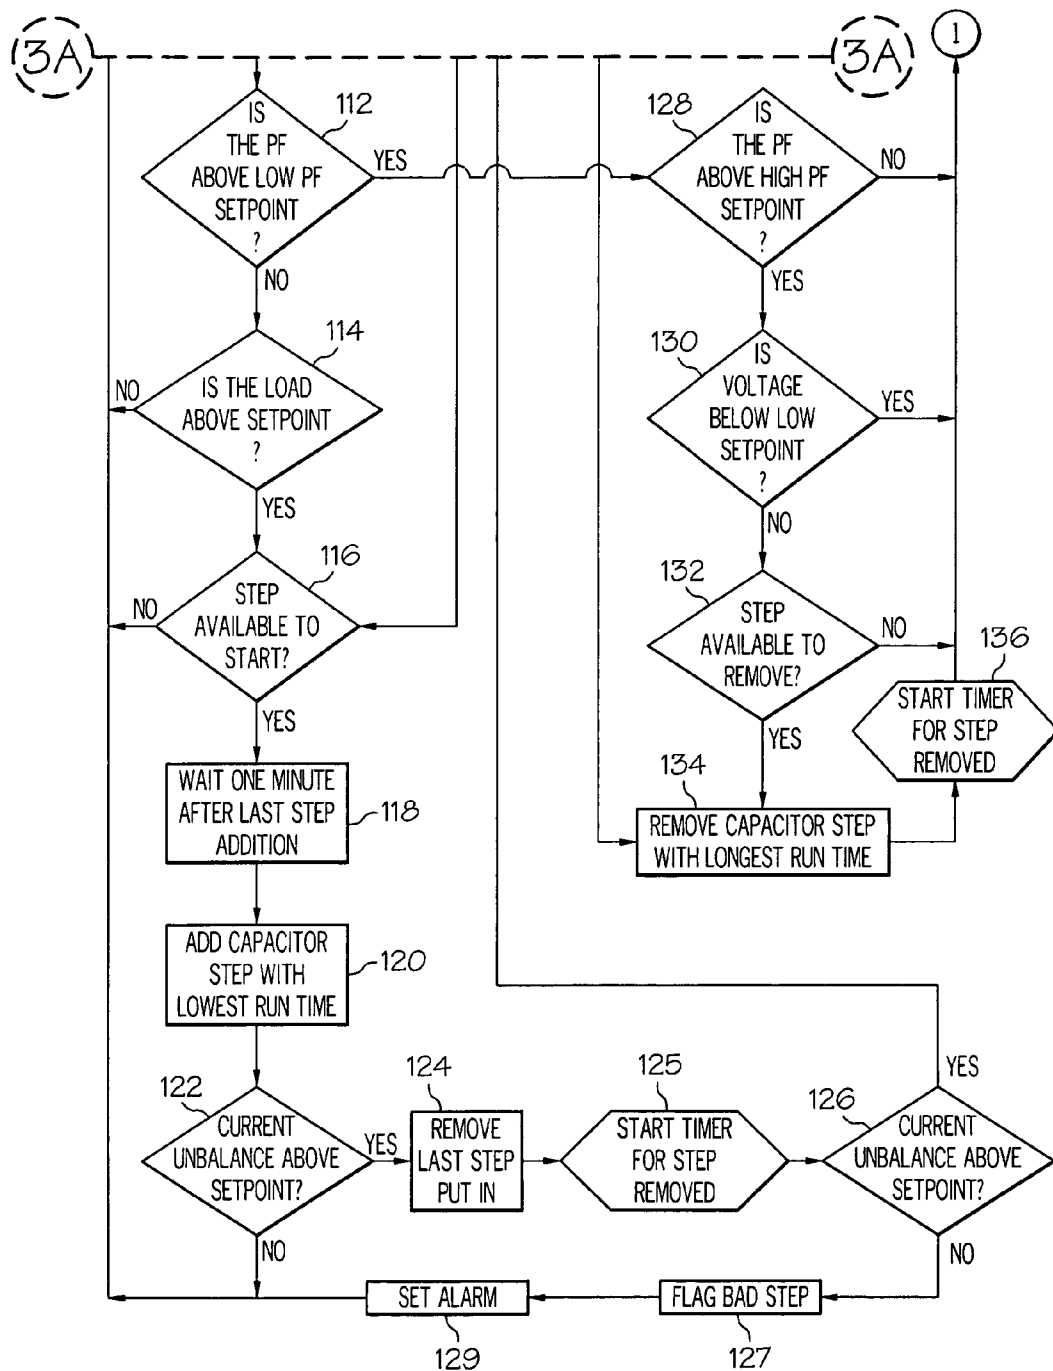 3A
3A
1
IS
THE PF
ABOVE LOW PF
SETPOINT
?
112
YES
NO
IS
THE PF
ABOVE HIGH PF
SETPOINT
?
128
NO
YES
IS THE LOAD
ABOVE SETPOINT
?
114
NO
YES
IS
VOLTAGE
BELOW LOW
SETPOINT
?
130
YES
NO
STEP
AVAILABLE TO
START?
116
NO
YES
STEP
AVAILABLE TO
REMOVE?
132
NO
YES
START TIMER
FOR STEP
REMOVED
136
WAIT ONE MINUTE
AFTER LAST STEP
ADDITION
118
134
REMOVE CAPACITOR STEP
WITH LONGEST RUN TIME
ADD CAPACITOR
STEP WITH
LOWEST RUN TIME
120
122
CURRENT
UNBALANCE ABOVE
SETPOINT?
YES
NO
124
REMOVE
LAST STEP
PUT IN
125
START TIMER
FOR STEP
REMOVED
126
CURRENT
UNBALANCE ABOVE
SETPOINT?
YES
NO
SET ALARM
129
FLAG BAD STEP
127